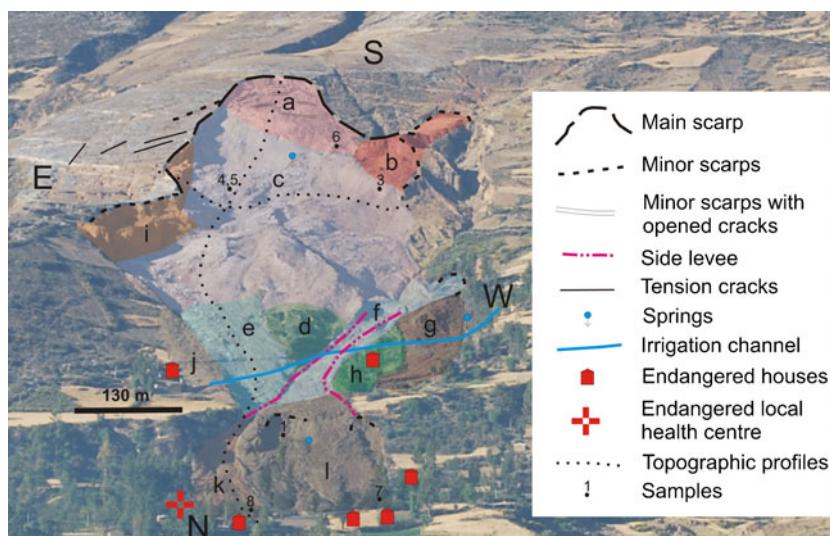 S
a
6
b
E
4,5
c
3
i
W
f
e
d
g
j
h
130 m
1
l
k
8
7
N
Main scarp
Minor scarps
Minor scarps with
opened cracks
Side levee
Tension cracks
Springs
Irrigation channel
Endangered houses
Endangered local
health centre
Topographic profiles
1
Samples